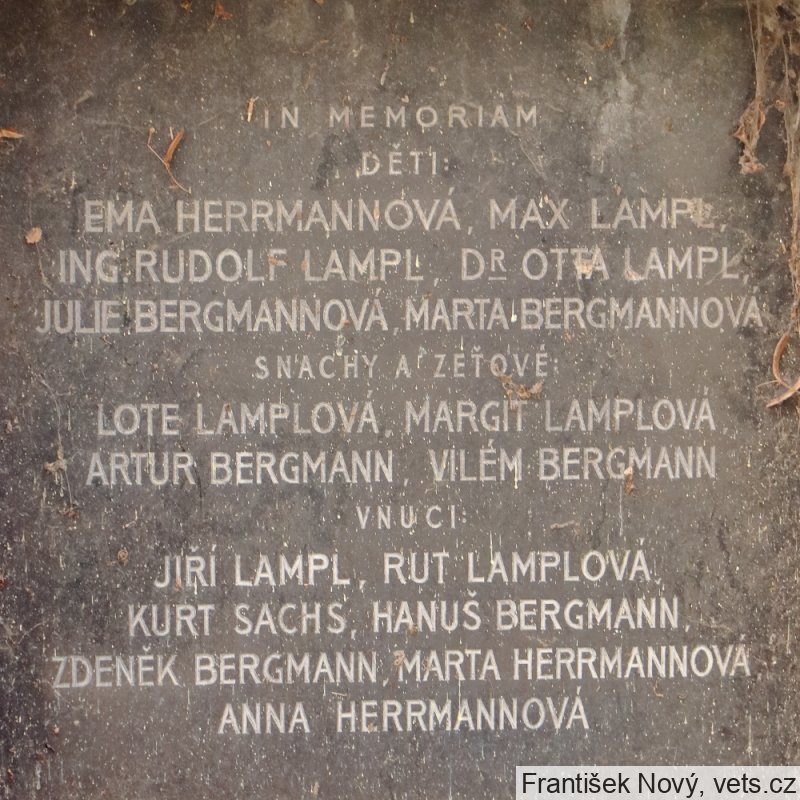 IN MEMORIAM
DĚTI:
EMA HERRMANNOVÁ, MAX LAMPL,
ING. RUDOLF LAMPL, DR OTTA LAMPL,
JULIE BERGMANNOVÁ, MARTA BERGMANNOVÁ
SNACHY A ZEŤOVÉ:
LOTE LAMPLOVÁ, MARGIT LAMPLOVÁ,
ARTUR BERGMANN, VILÉM BERGMANN
VNUCI:
JIŘÍ LAMPL, RUT LAMPLOVÁ,
KURT SACHS, HANUŠ BERGMANN,
ZDENĚK BERGMANN, MARTA HERRMANNOVÁ
ANNA HERRMANNOVÁ
František Nový, vets.cz